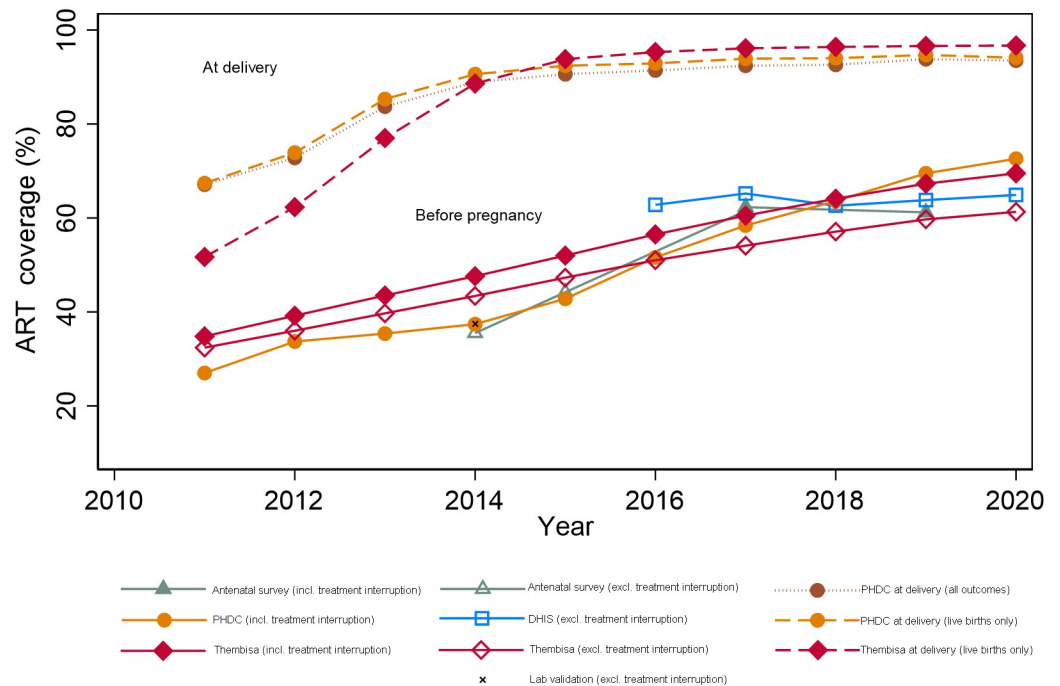 100
80
60
40
20
ART coverage (%)
At delivery
Before pregnancy
2010 2012 2014 2016 2018 2020
Year
Antenatal survey (incl. treatment interruption) Antenatal survey (excl. treatment interruption) PHDC at delivery (all outcomes)
PHDC (incl. treatment interruption) DHIS (excl. treatment interruption) PHDC at delivery (live births only)
Thembisa (incl. treatment interruption) Thembisa (excl. treatment interruption) Thembisa at delivery (live births only)
Lab validation (excl. treatment interruption)